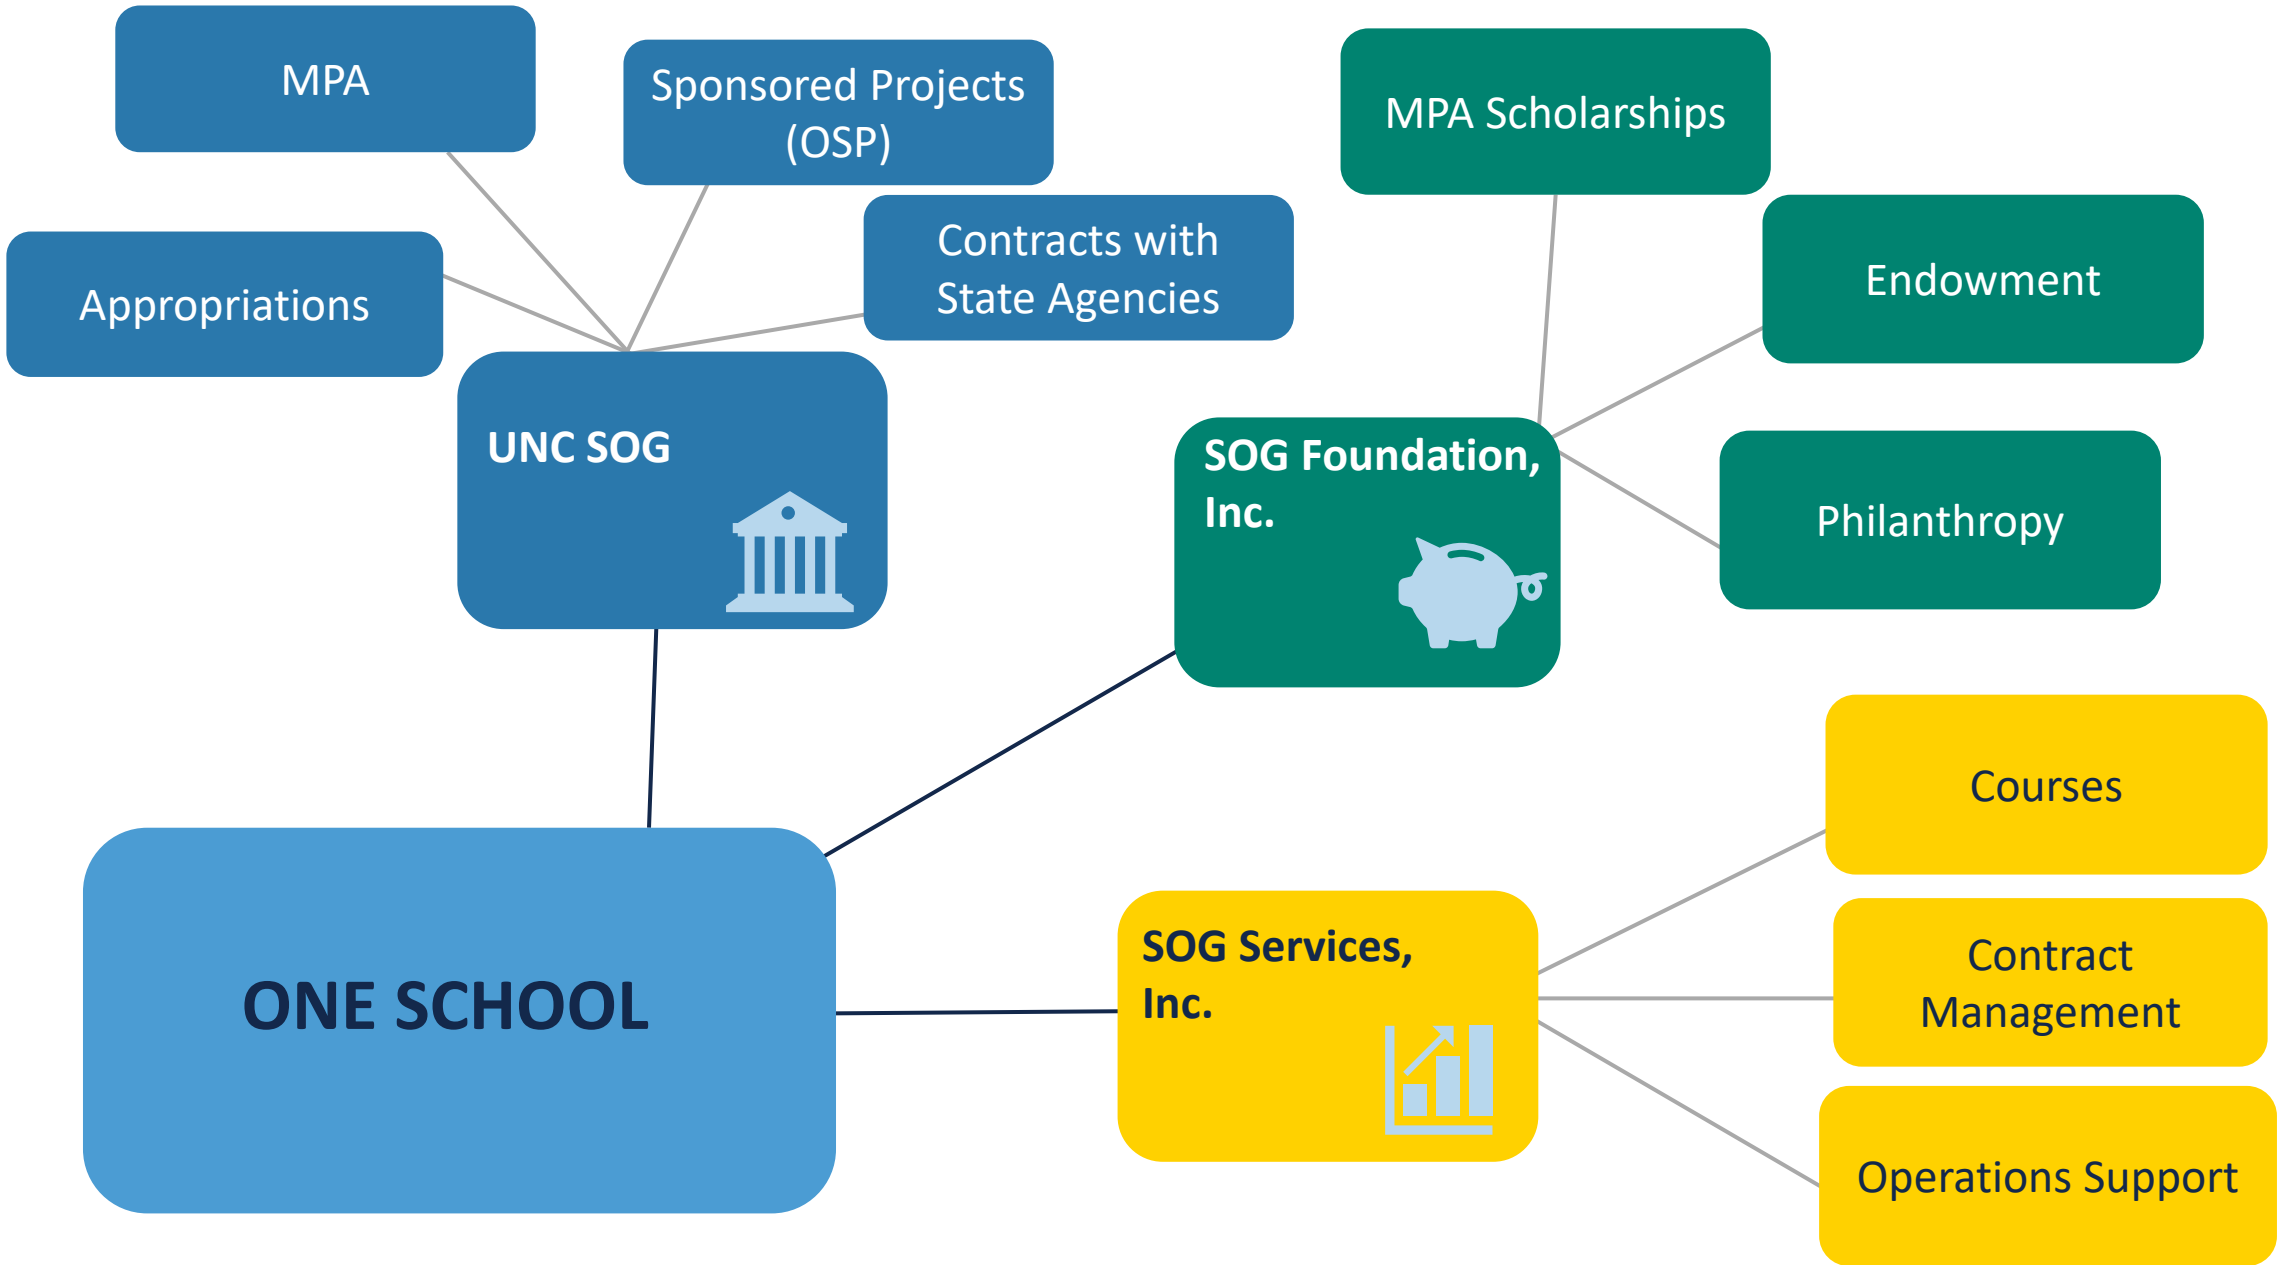 MPA
Sponsored Projects
(OSP)
MPA Scholarships
Appropriations
Contracts with
State Agencies
Endowment
UNC SOG
SOG Foundation,
Inc.
Philanthropy
Courses
ONE SCHOOL
SOG Services,
Inc.
Contract
Management
Operations Support